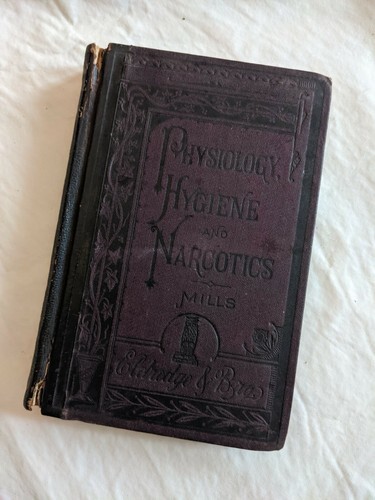 PHYSIOLOGY,
HYGIENE
AND
NARCOTICS
MILLS
Eldredge & Bro.